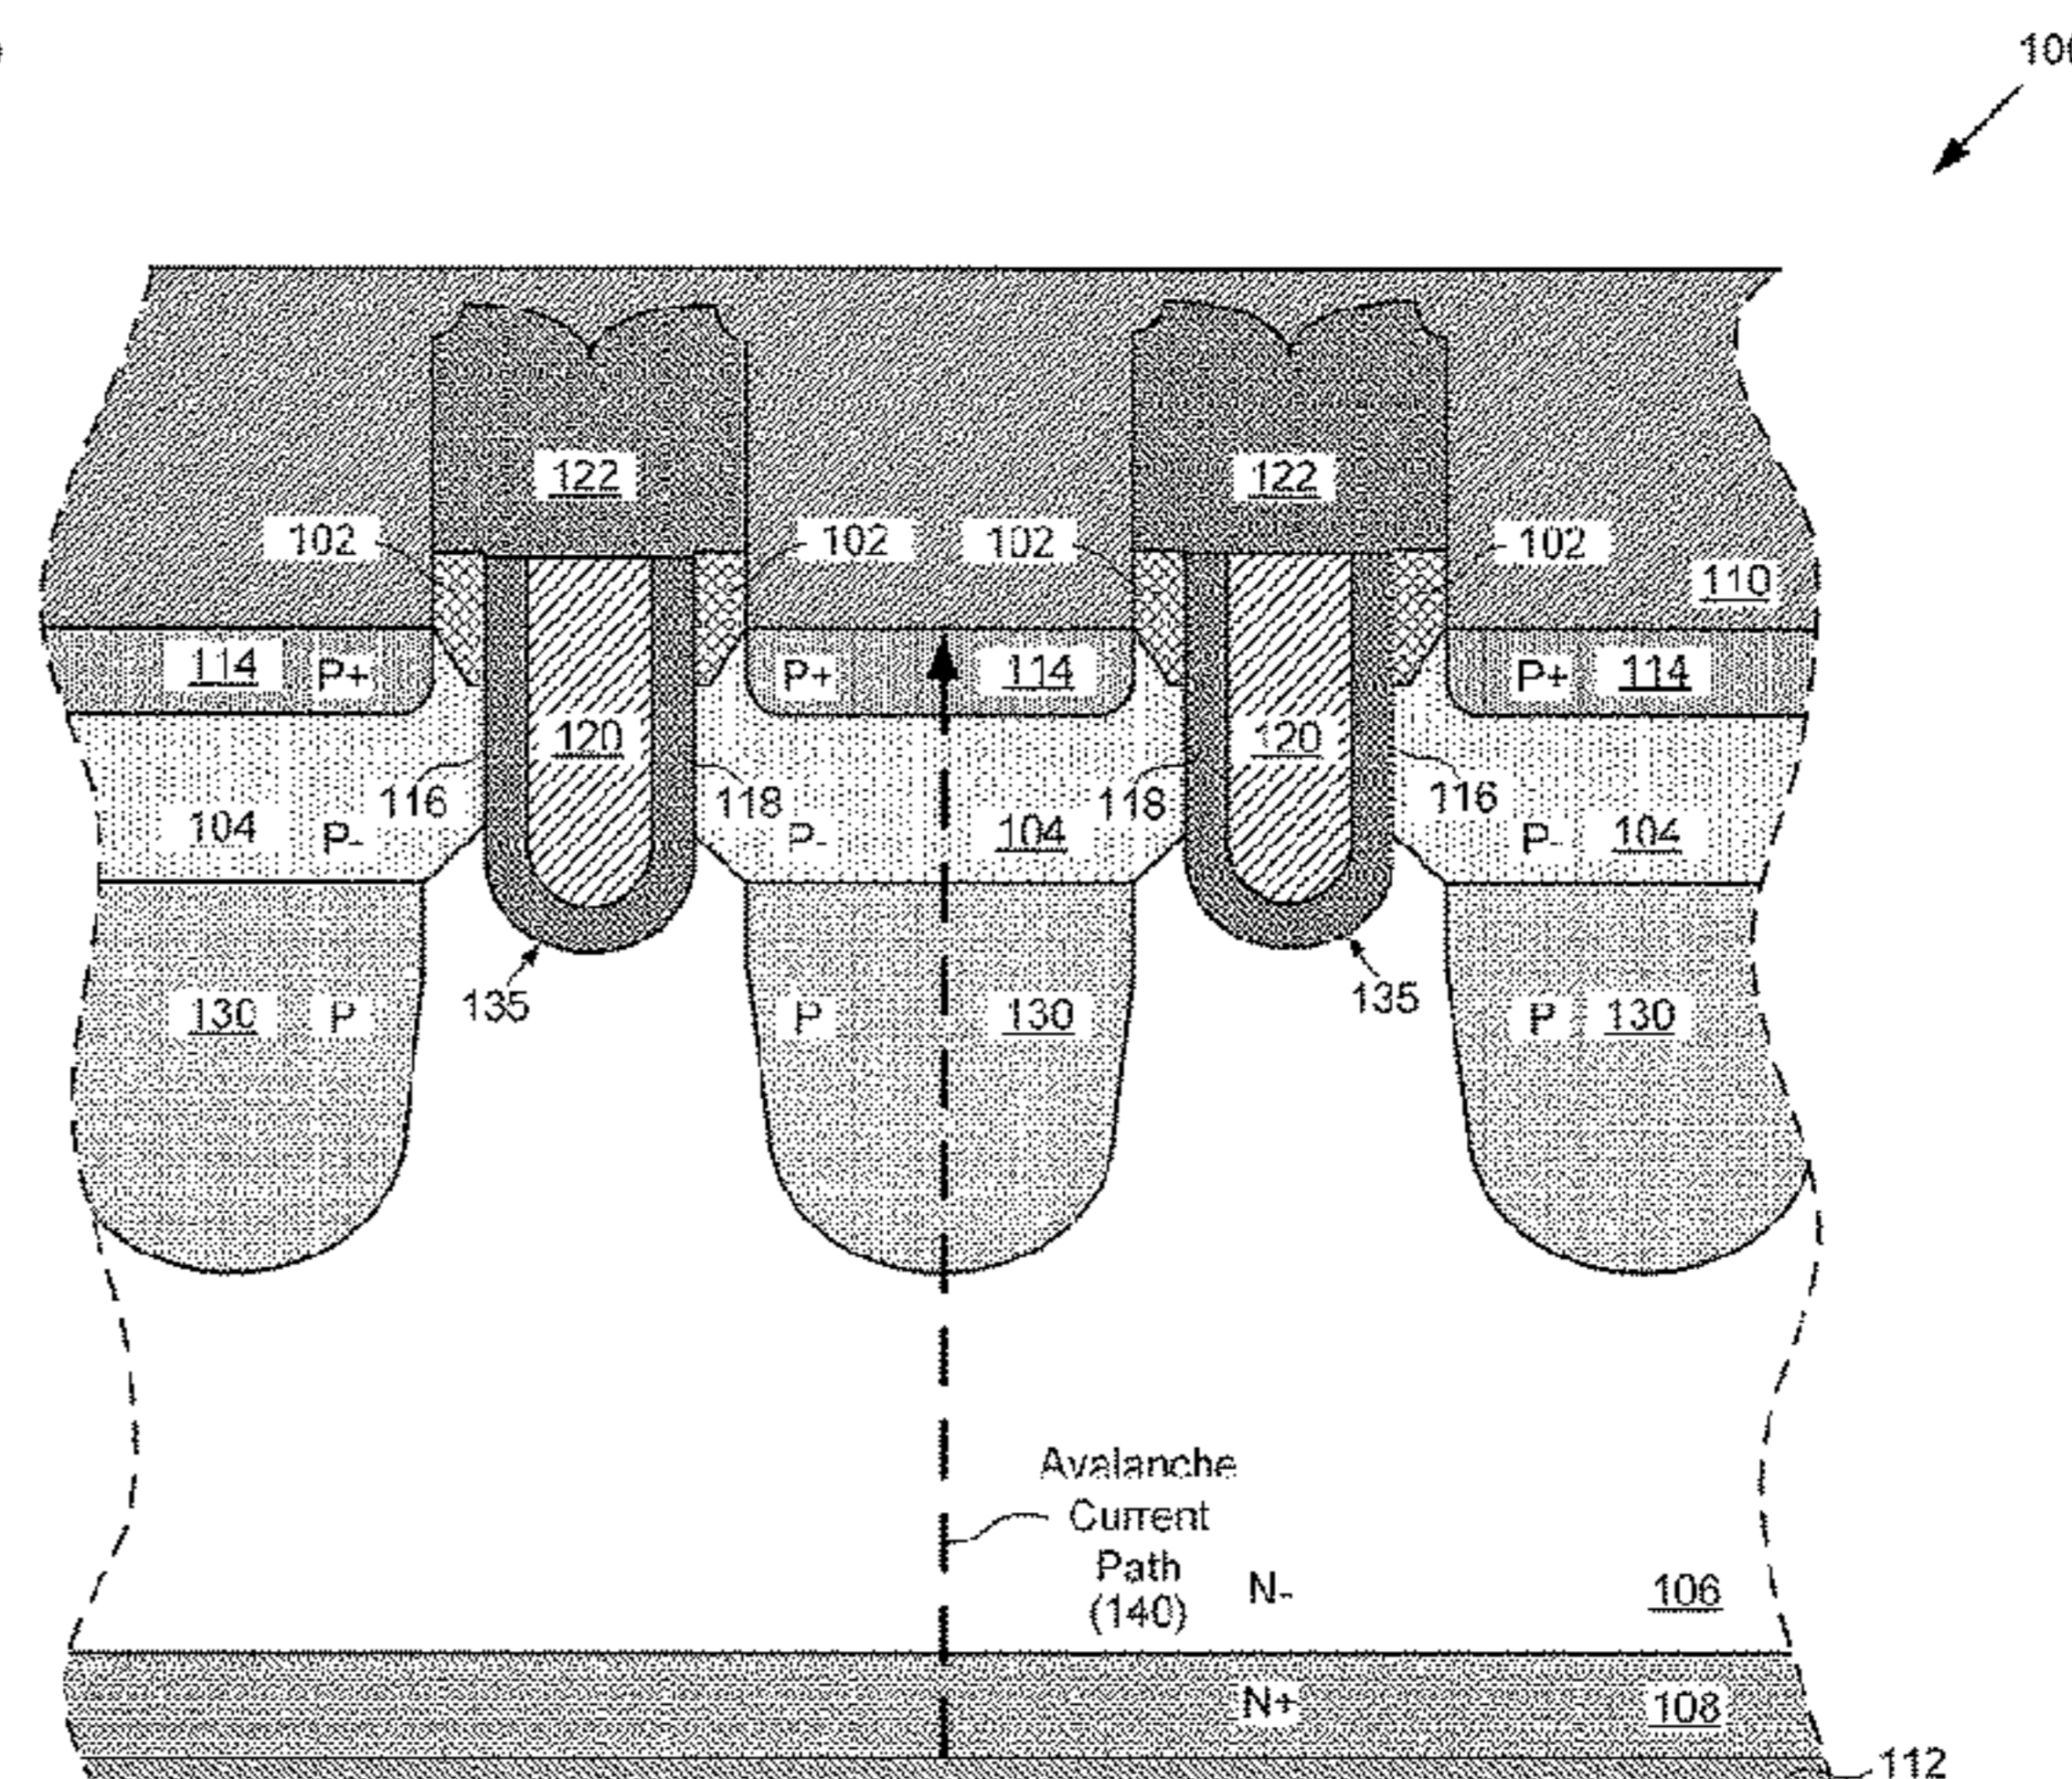 122 122
102 102 102 102
110
114 P+ P+ 114 P+ 114
120 120
116 118 118 116
104 P- P- 104 P- 104
135 135
130 P P 130 P 130
Avalanche
Current
Path
(140)
N- 106
N+ 108
112